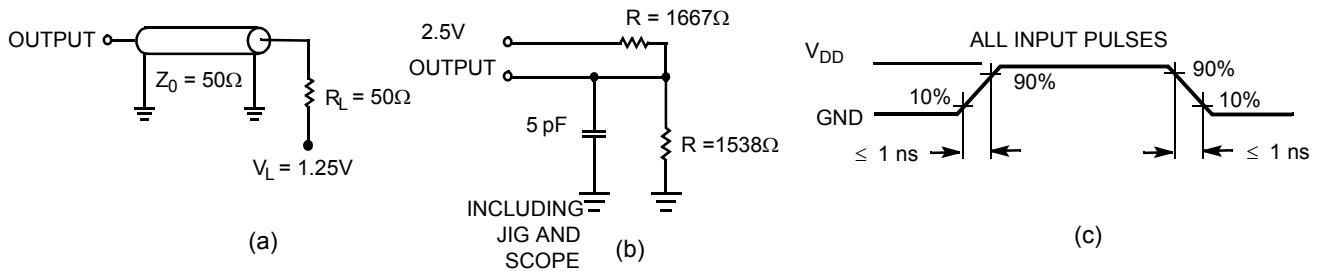 OUTPUT
Z0 = 50Ω
RL = 50Ω
VL = 1.25V
(a)
R = 1667Ω
2.5V
OUTPUT
5 pF
R =1538Ω
INCLUDING
JIG AND
SCOPE
(b)
ALL INPUT PULSES
VDD
90%
90%
10%
10%
GND
≤ 1 ns
≤ 1 ns
(c)